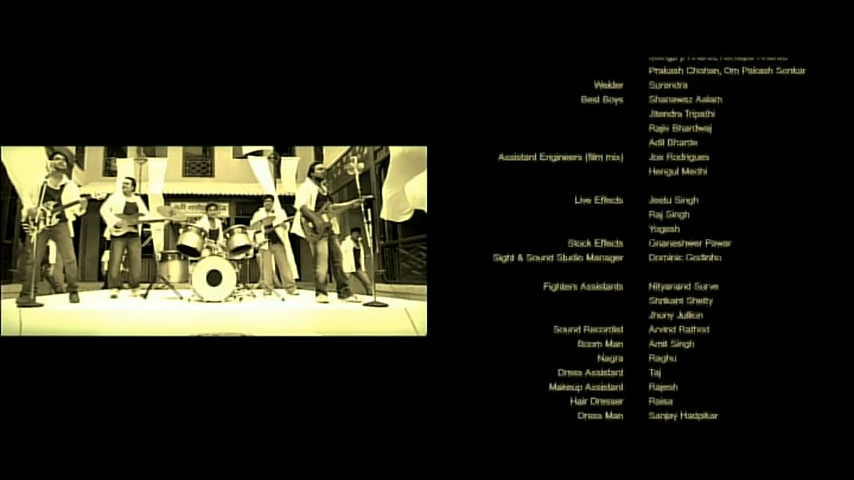 Prakash Chohan, Om Pakash Sonkar
Welder Surendra
Best Boys Shanawaz Aalam
Jitendra Tripathi
Rajiv Bhardwaj
Adil Bharde
Assistant Engineers (film mix) Joe Rodrigues
Hengul Medhi
Live Effects Jeetu Singh
Raj Singh
Yogesh
Stock Effects Gnaneshwer Pawar
Sight & Sound Studio Manager Dominic Godinho
Fighters Assistants Nityanand Surve
Shrikant Shetty
Jhony Jullion
Sound Recordist Arvind Rathod
Boom Man Amit Singh
Nagra Raghu
Dress Assistant Taj
Makeup Assistant Rajesh
Hair Dresser Raisa
Dress Man Sanjay Hadpikar